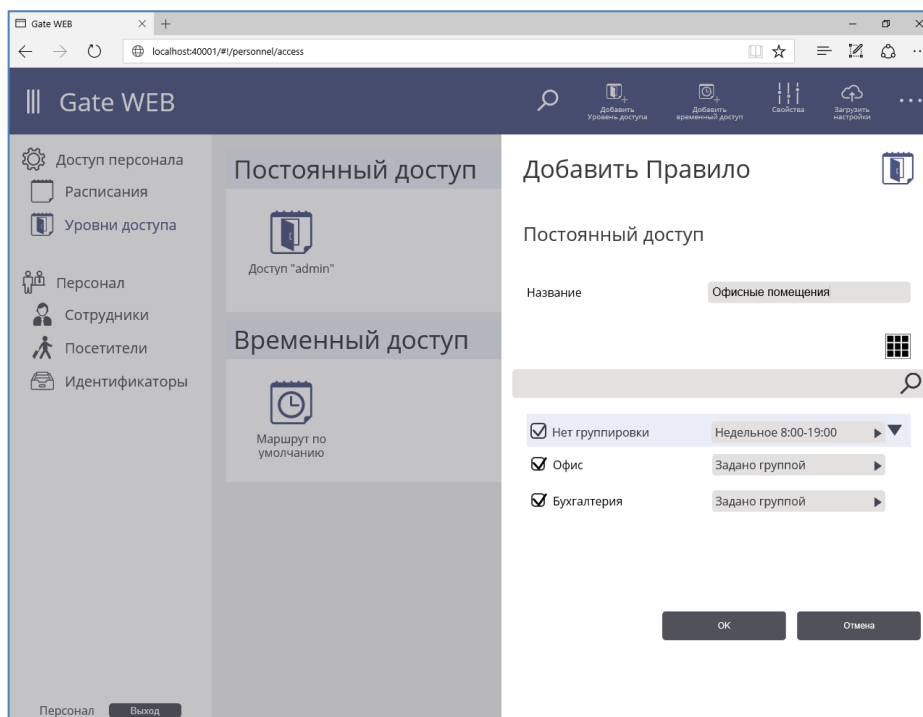 Gate WEB
localhost:40001/#!/personnel/access
Gate WEB
Добавить
Уровень доступа
Добавить
временный доступ
Свойства
Загрузить
настройки
Доступ персонала
Расписания
Уровни доступа
Персонал
Сотрудники
Посетители
Идентификаторы
Персонал
Выход
Постоянный доступ
Доступ "admin"
Временный доступ
Маршрут по
умолчанию
Добавить Правило
Постоянный доступ
Название
Офисные помещения
Нет группировки
Недельное 8:00-19:00
Офис
Задано группой
Бухгалтерия
Задано группой
OK
Отмена